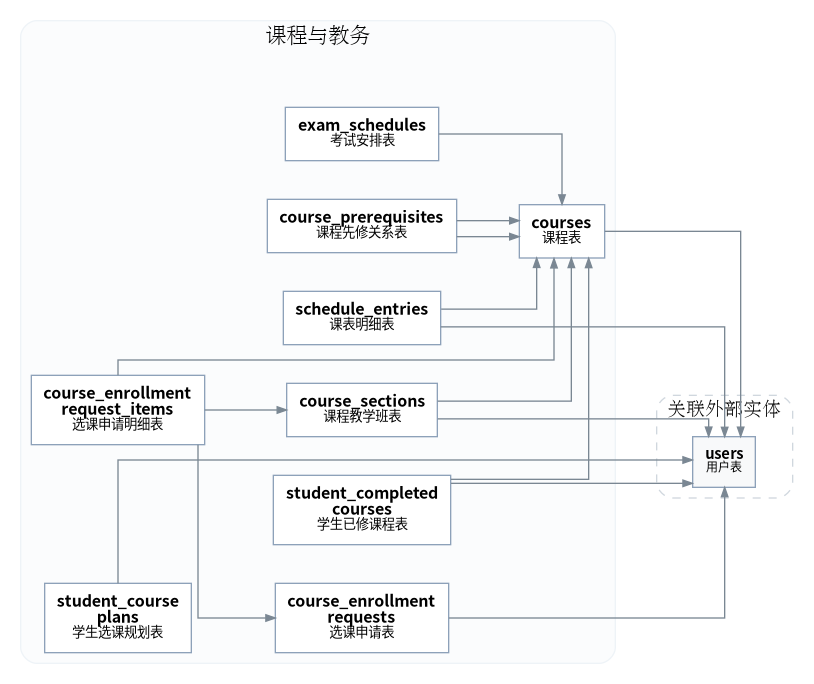 课程与教务
exam_schedules
考试安排表
course_prerequisites
课程先修关系表
courses
课程表
schedule_entries
课表明细表
course_enrollment
request_items
选课申请明细表
course_sections
课程教学班表
关联外部实体
users
用户表
student_completed
courses
学生已修课程表
student_course
plans
学生选课规划表
course_enrollment
requests
选课申请表